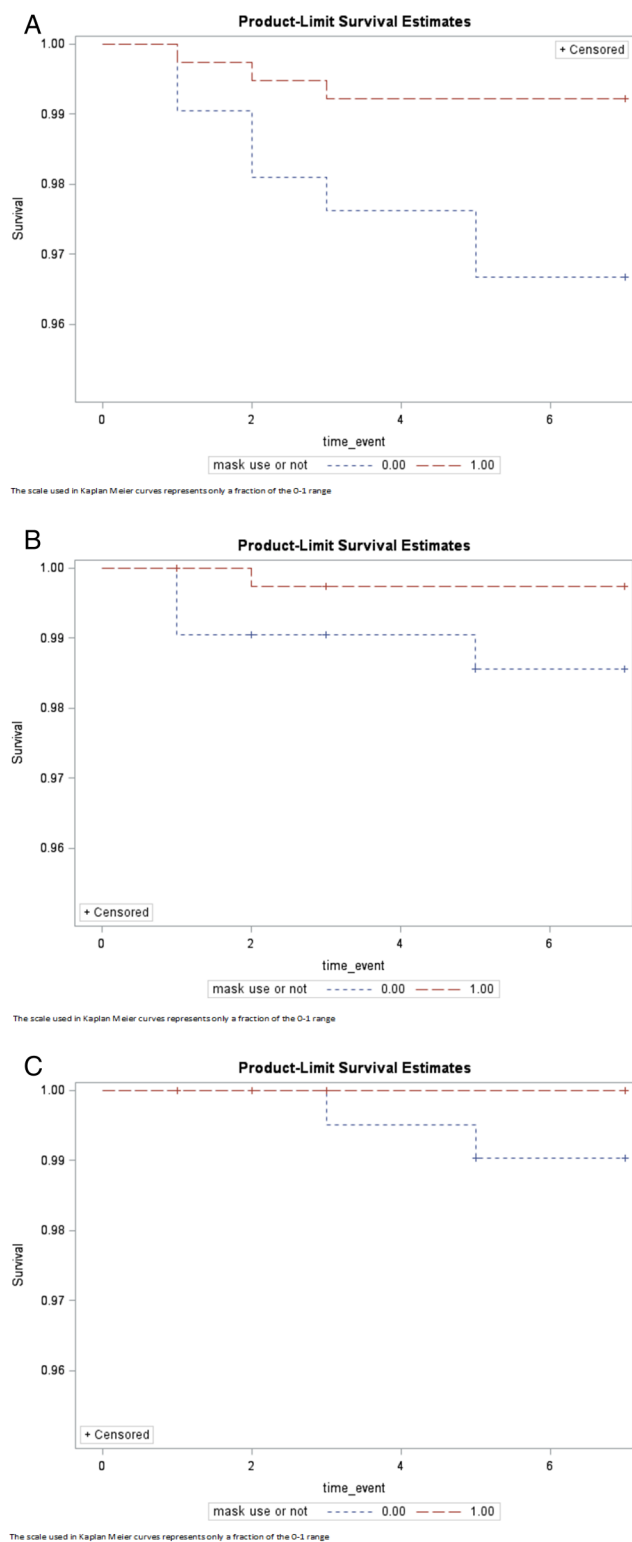 A
Product-Limit Survival Estimates
1.00
+ Censored
0.99
0.98
Survival
0.97
0.96
0 2 4 6
time_event
mask use or not 0.00 1.00
The scale used in Kaplan Meier curves represents only a fraction of the 0-1 range
B
Product-Limit Survival Estimates
1.00
0.99
0.98
Survival
0.97
0.96
+ Censored
0 2 4 6
time_event
mask use or not 0.00 1.00
The scale used in Kaplan Meier curves represents only a fraction of the 0-1 range
C
Product-Limit Survival Estimates
1.00
0.99
0.98
Survival
0.97
0.96
+ Censored
0 2 4 6
time_event
mask use or not 0.00 1.00
The scale used in Kaplan Meier curves represents only a fraction of the 0-1 range